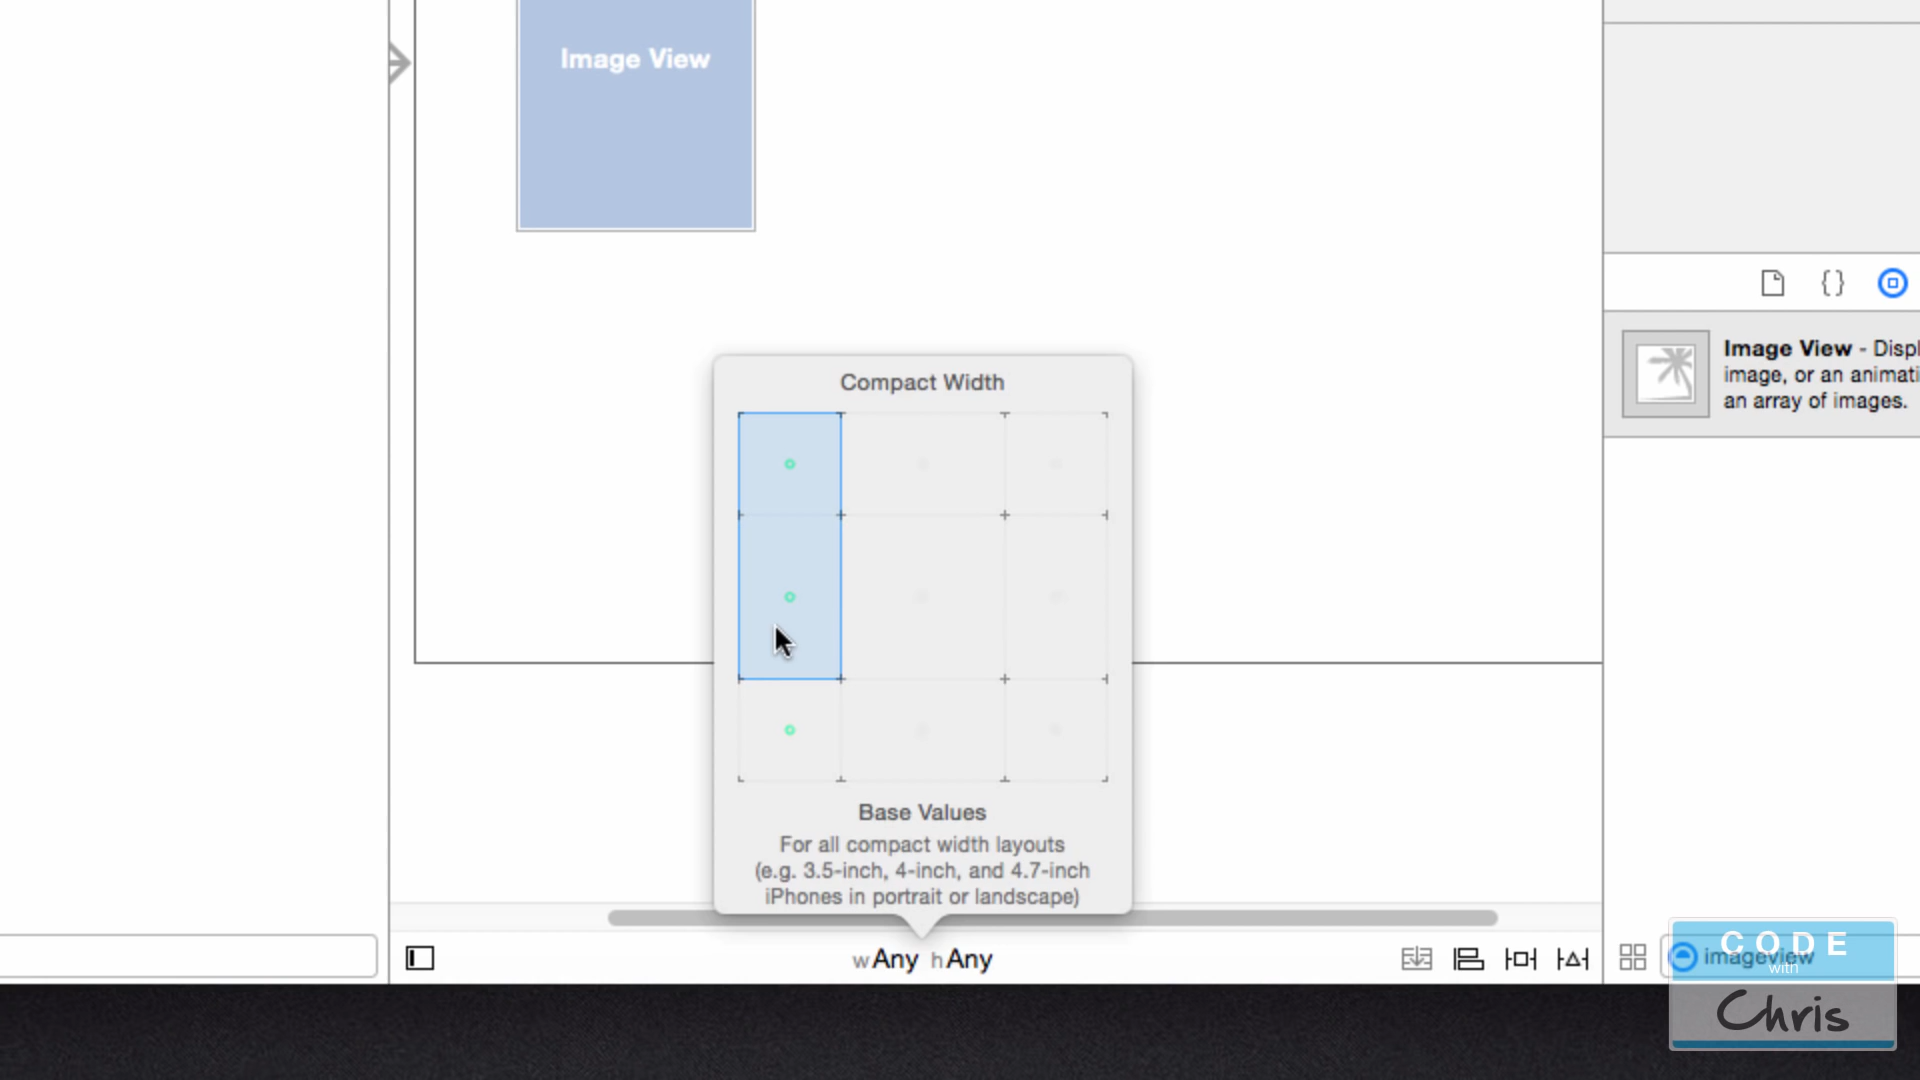 Image View
Compact Width
Image View - Displ
image, or an animati
an array of images.
Base Values
For all compact width layouts
(e.g. 3.5-inch, 4-inch, and 4.7-inch
iPhones in portrait or landscape)
wAny hAny
imageview
CODE
with
Chris